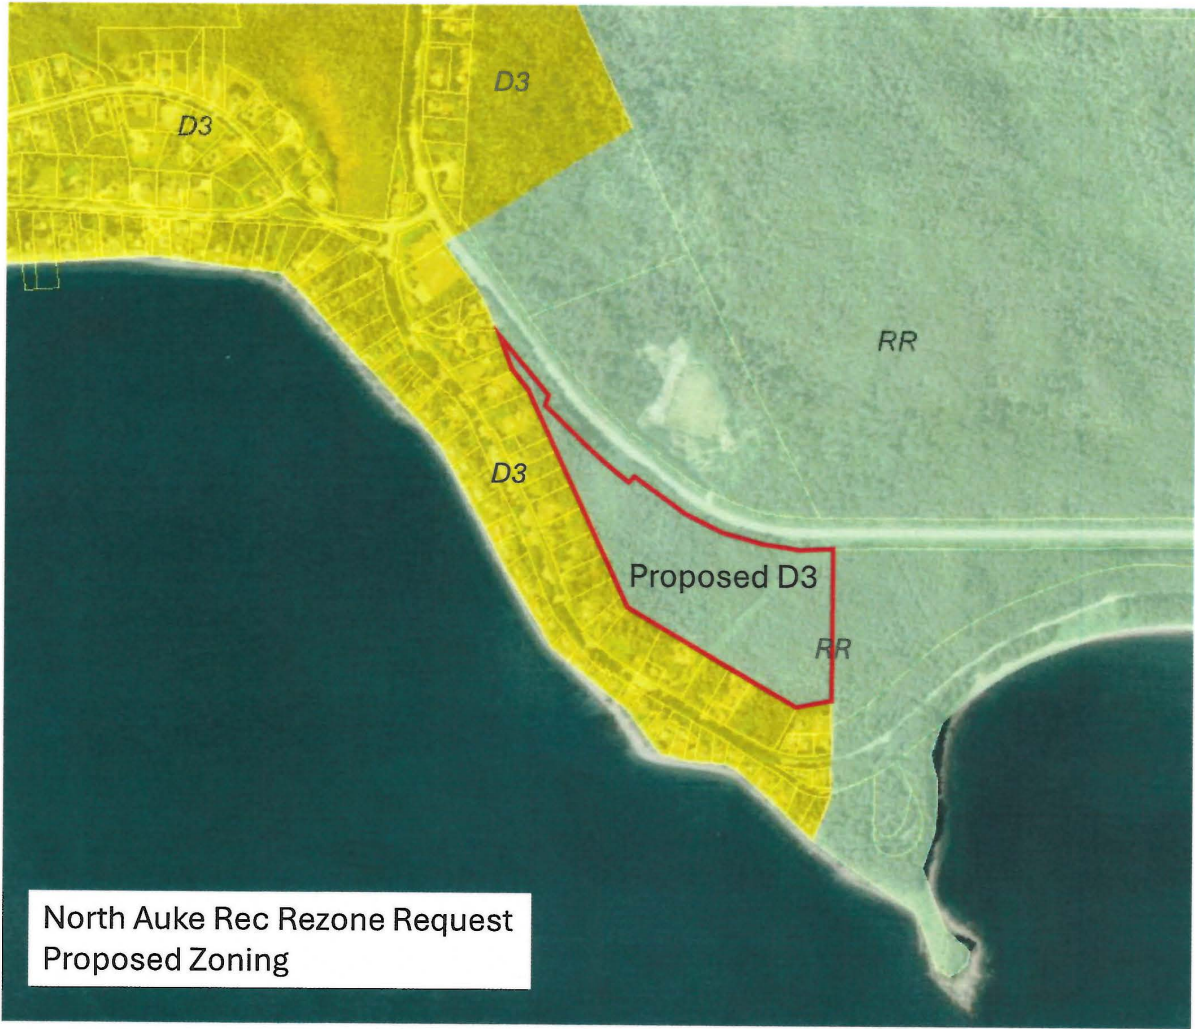 D3
D3
RR
D3
Proposed D3
RR
North Auke Rec Rezone Request
Proposed Zoning